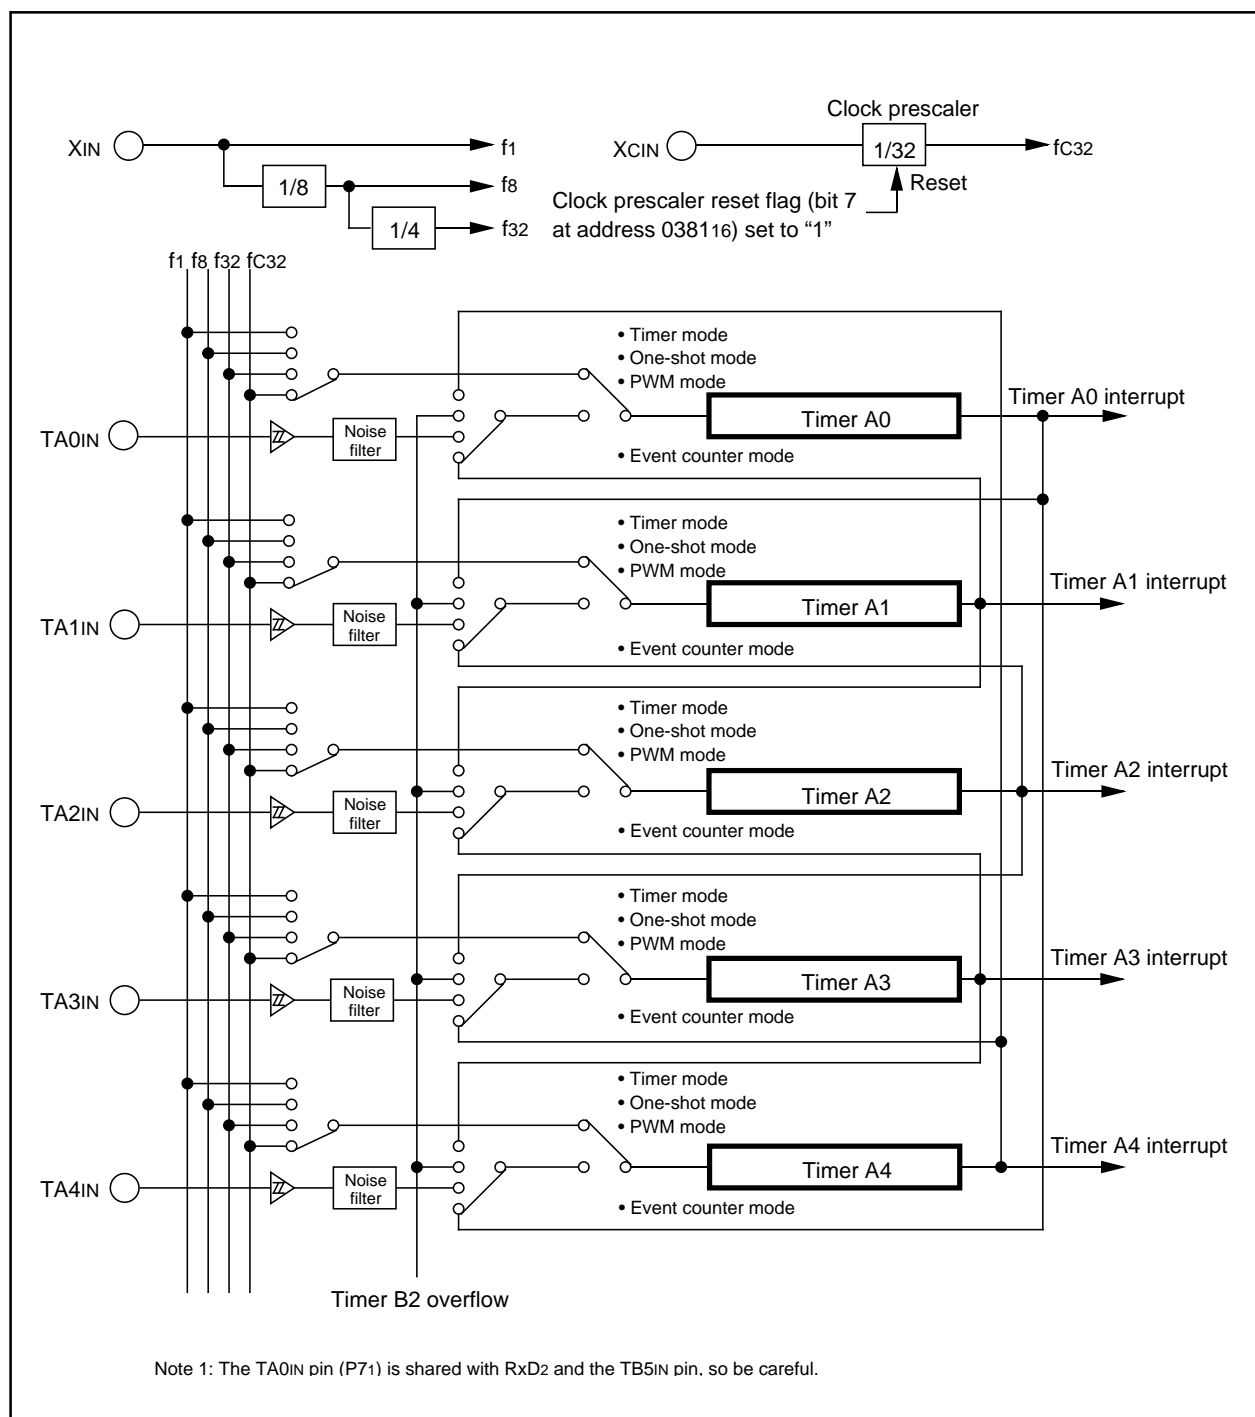 Clock prescaler
XIN
f1
XCIN
1/32
fC32
1/8
f8
Reset
Clock prescaler reset flag (bit 7
at address 038116) set to “1”
1/4
f32
f1 f8 f32 fC32
• Timer mode
• One-shot mode
• PWM mode
Timer A0 interrupt
TA0IN
Noise
filter
Timer A0
• Event counter mode
• Timer mode
• One-shot mode
• PWM mode
Timer A1 interrupt
TA1IN
Noise
filter
Timer A1
• Event counter mode
• Timer mode
• One-shot mode
• PWM mode
Timer A2 interrupt
TA2IN
Noise
filter
Timer A2
• Event counter mode
• Timer mode
• One-shot mode
• PWM mode
Timer A3 interrupt
TA3IN
Noise
filter
Timer A3
• Event counter mode
• Timer mode
• One-shot mode
• PWM mode
Timer A4 interrupt
TA4IN
Noise
filter
Timer A4
• Event counter mode
Timer B2 overflow
Note 1: The TA0IN pin (P71) is shared with RxD2 and the TB5IN pin, so be careful.